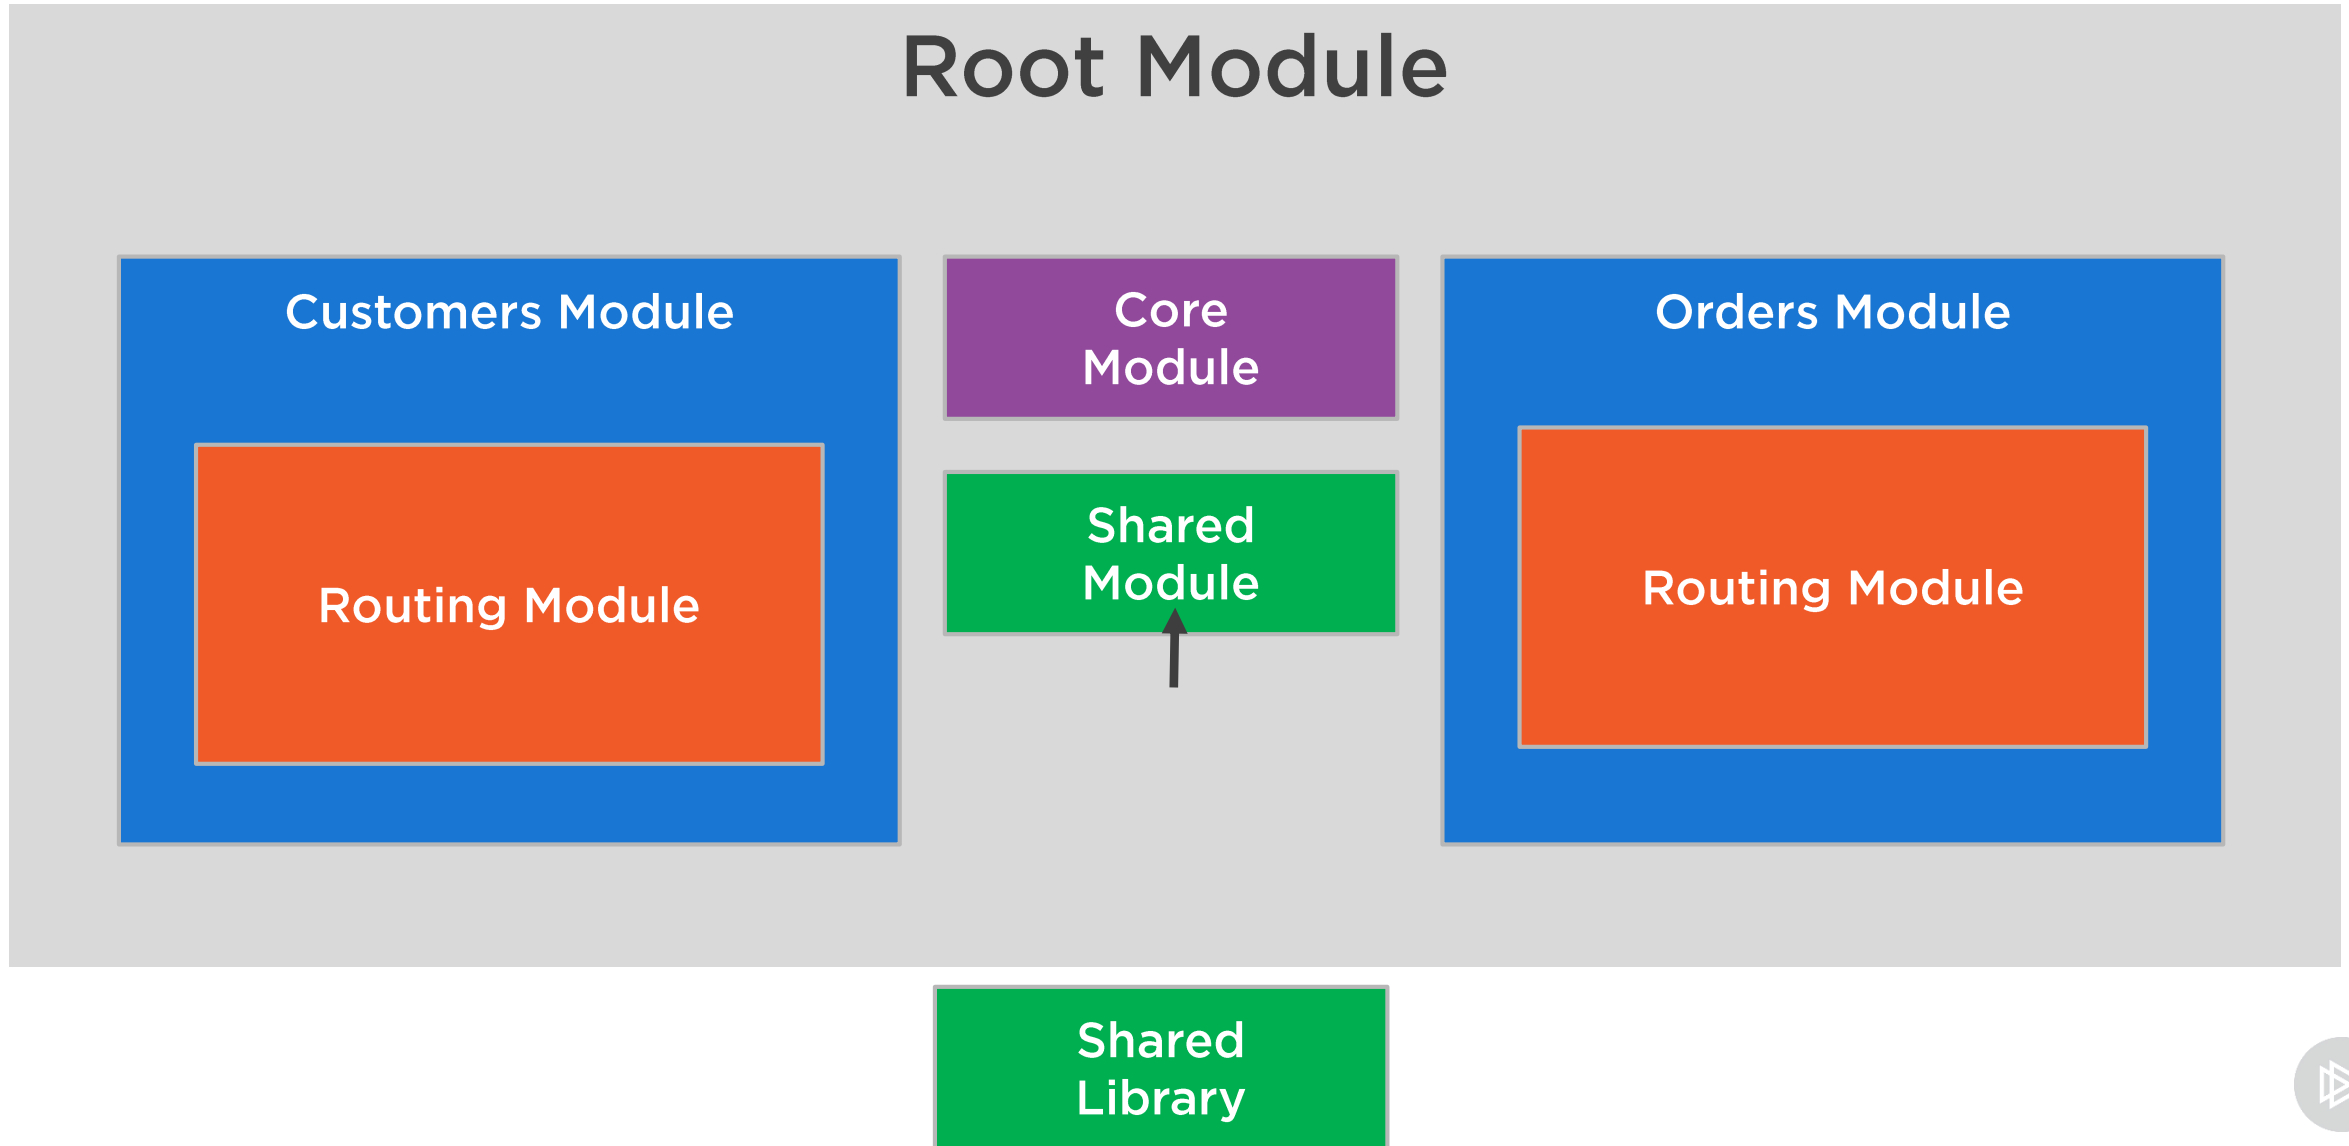 Root Module
Customers Module
Routing Module
Core
Module
Shared
Module
Orders Module
Routing Module
Shared
Library